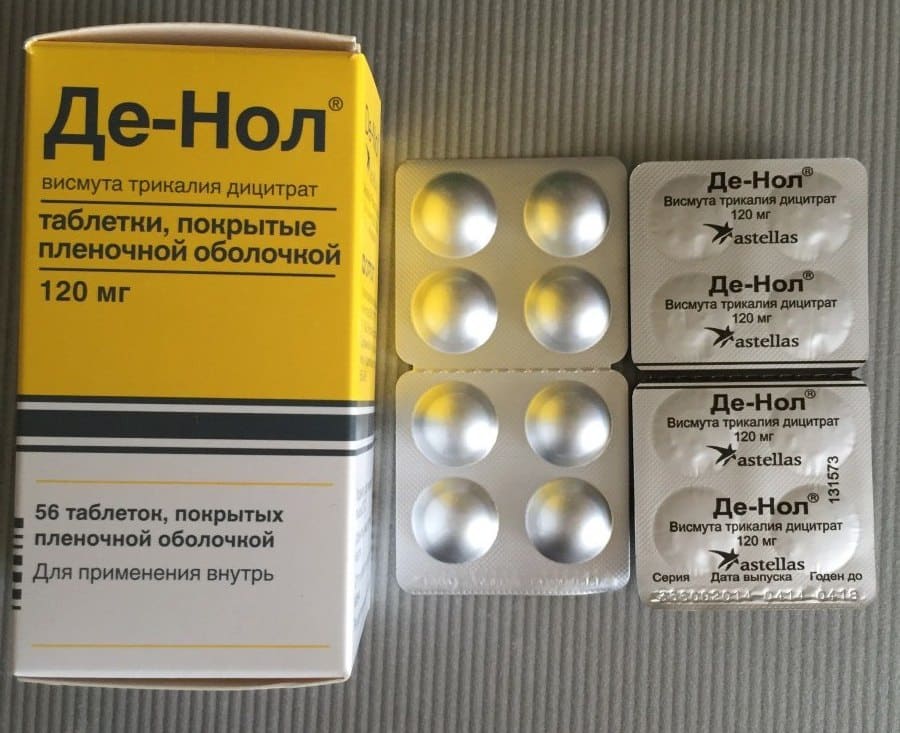 Де-Нол®
висмута трикалия дицитрат
таблетки, покрытые
пленочной оболочкой
120 мг
56 таблеток, покрытых
пленочной оболочкой
Для применения внутрь
Де-Нол®
Висмута трикалия дицитрат
120 мг
astellas
Де-Нол®
Висмута трикалия дицитрат
120 мг
astellas
Де-Нол®
Висмута трикалия дицитрат
120 мг
astellas
131573
Де-Нол®
Висмута трикалия дицитрат
120 мг
astellas
Серия Дата выпуска Годен до
0414 0418